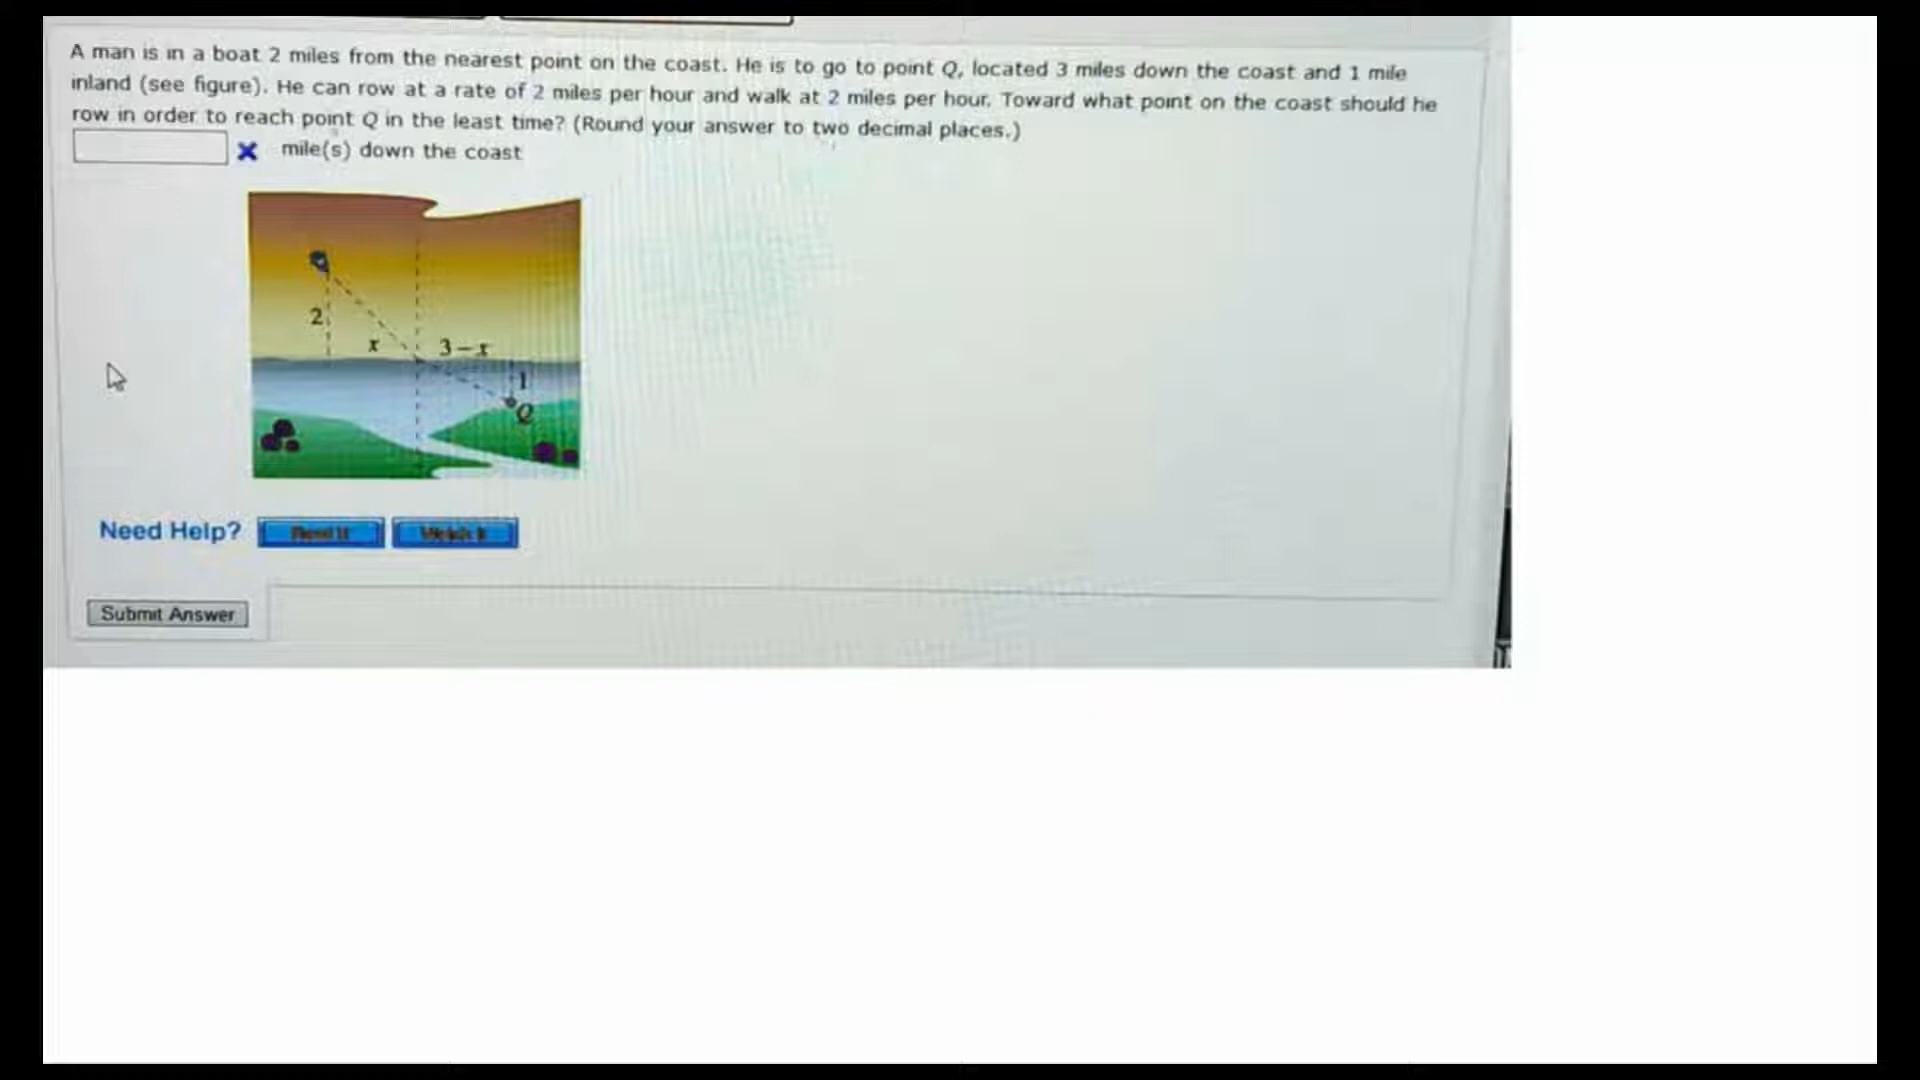 A man is in a boat 2 miles from the nearest point on the coast. He is to go to point Q, located 3 miles down the coast and 1 mile
inland (see figure). He can row at a rate of 2 miles per hour and walk at 2 miles per hour. Toward what point on the coast should he
row in order to reach point Q in the least time? (Round your answer to two decimal places.)
mile(s) down the coast
2
x
3-x
1
Q
Need Help?
Read It
Watch It
Submit Answer